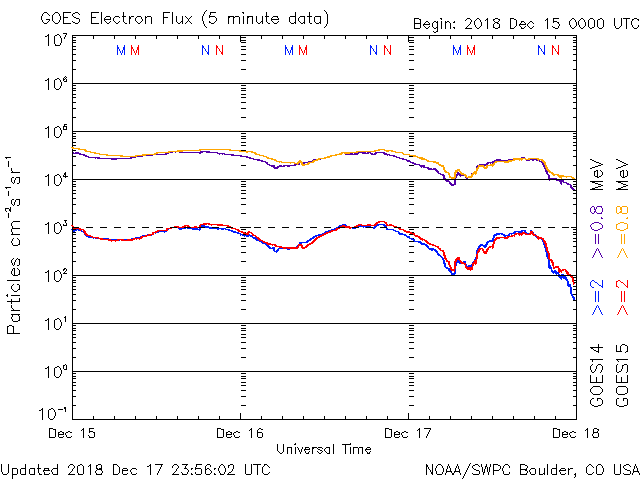 GOES Electron Flux (5 minute data)
Begin: 2018 Dec 15 0000 UTC
10⁷
M M N N M M N N M M N N
10⁶
10⁵
10⁴
10³
10²
10¹
10⁰
10⁻¹
Particles cm⁻²s⁻¹sr⁻¹
Dec 15 Dec 16 Dec 17 Dec 18
Universal Time
GOES14 >=2 >=0.8 MeV
GOES15 >=2 >=0.8 MeV
Updated 2018 Dec 17 23:56:02 UTC
NOAA/SWPC Boulder, CO USA